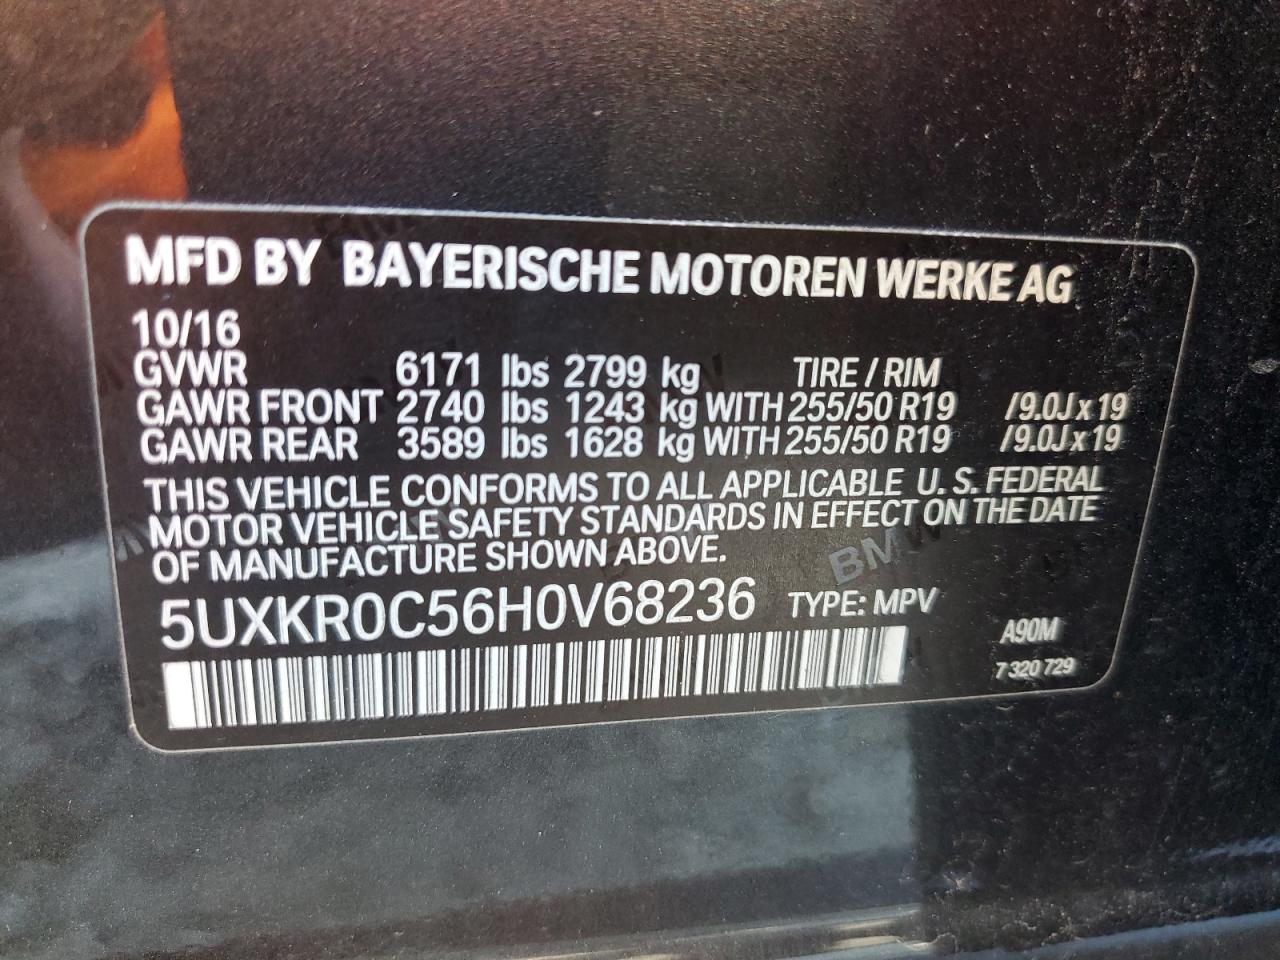 MFD BY BAYERISCHE MOTOREN WERKE AG
10/16
GVWR 6171 lbs 2799 kg TIRE / RIM
GAWR FRONT 2740 lbs 1243 kg WITH 255/50 R19 /9.0J x 19
GAWR REAR 3589 lbs 1628 kg WITH 255/50 R19 /9.0J x 19
THIS VEHICLE CONFORMS TO ALL APPLICABLE U. S. FEDERAL
MOTOR VEHICLE SAFETY STANDARDS IN EFFECT ON THE DATE
OF MANUFACTURE SHOWN ABOVE.
BMW
5UXKR0C56H0V68236 TYPE: MPV
A90M
7 320 729